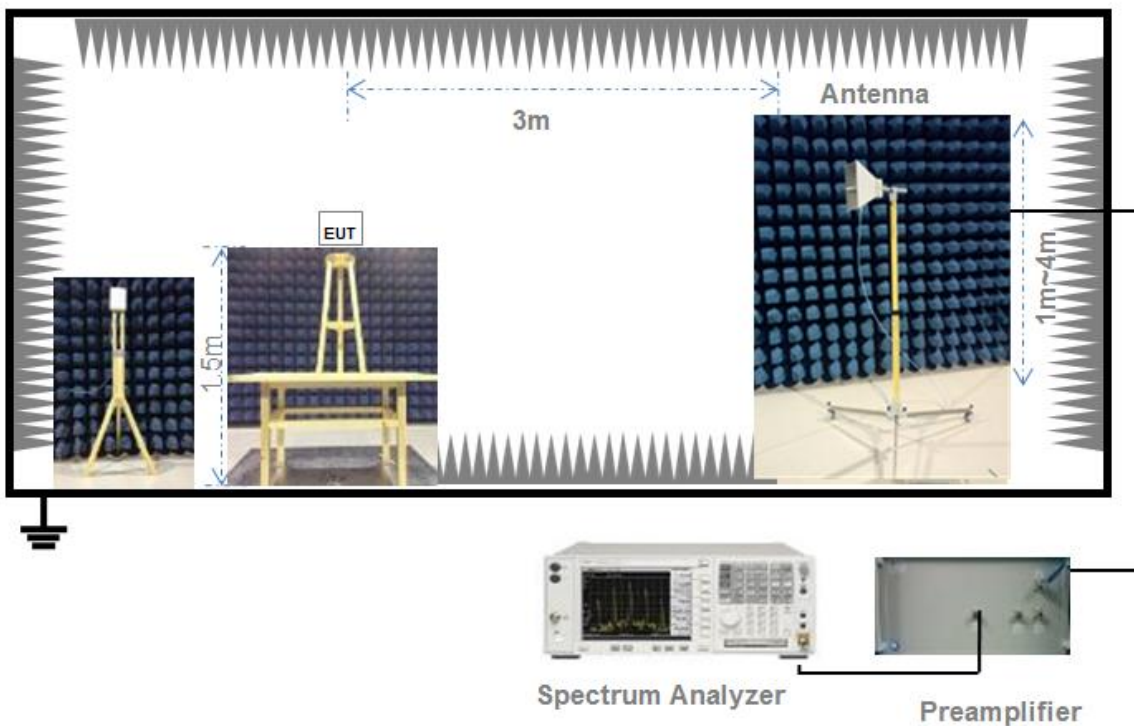 Antenna
3m
EUT
1.5m
1m~4m
Spectrum Analyzer
Preamplifier